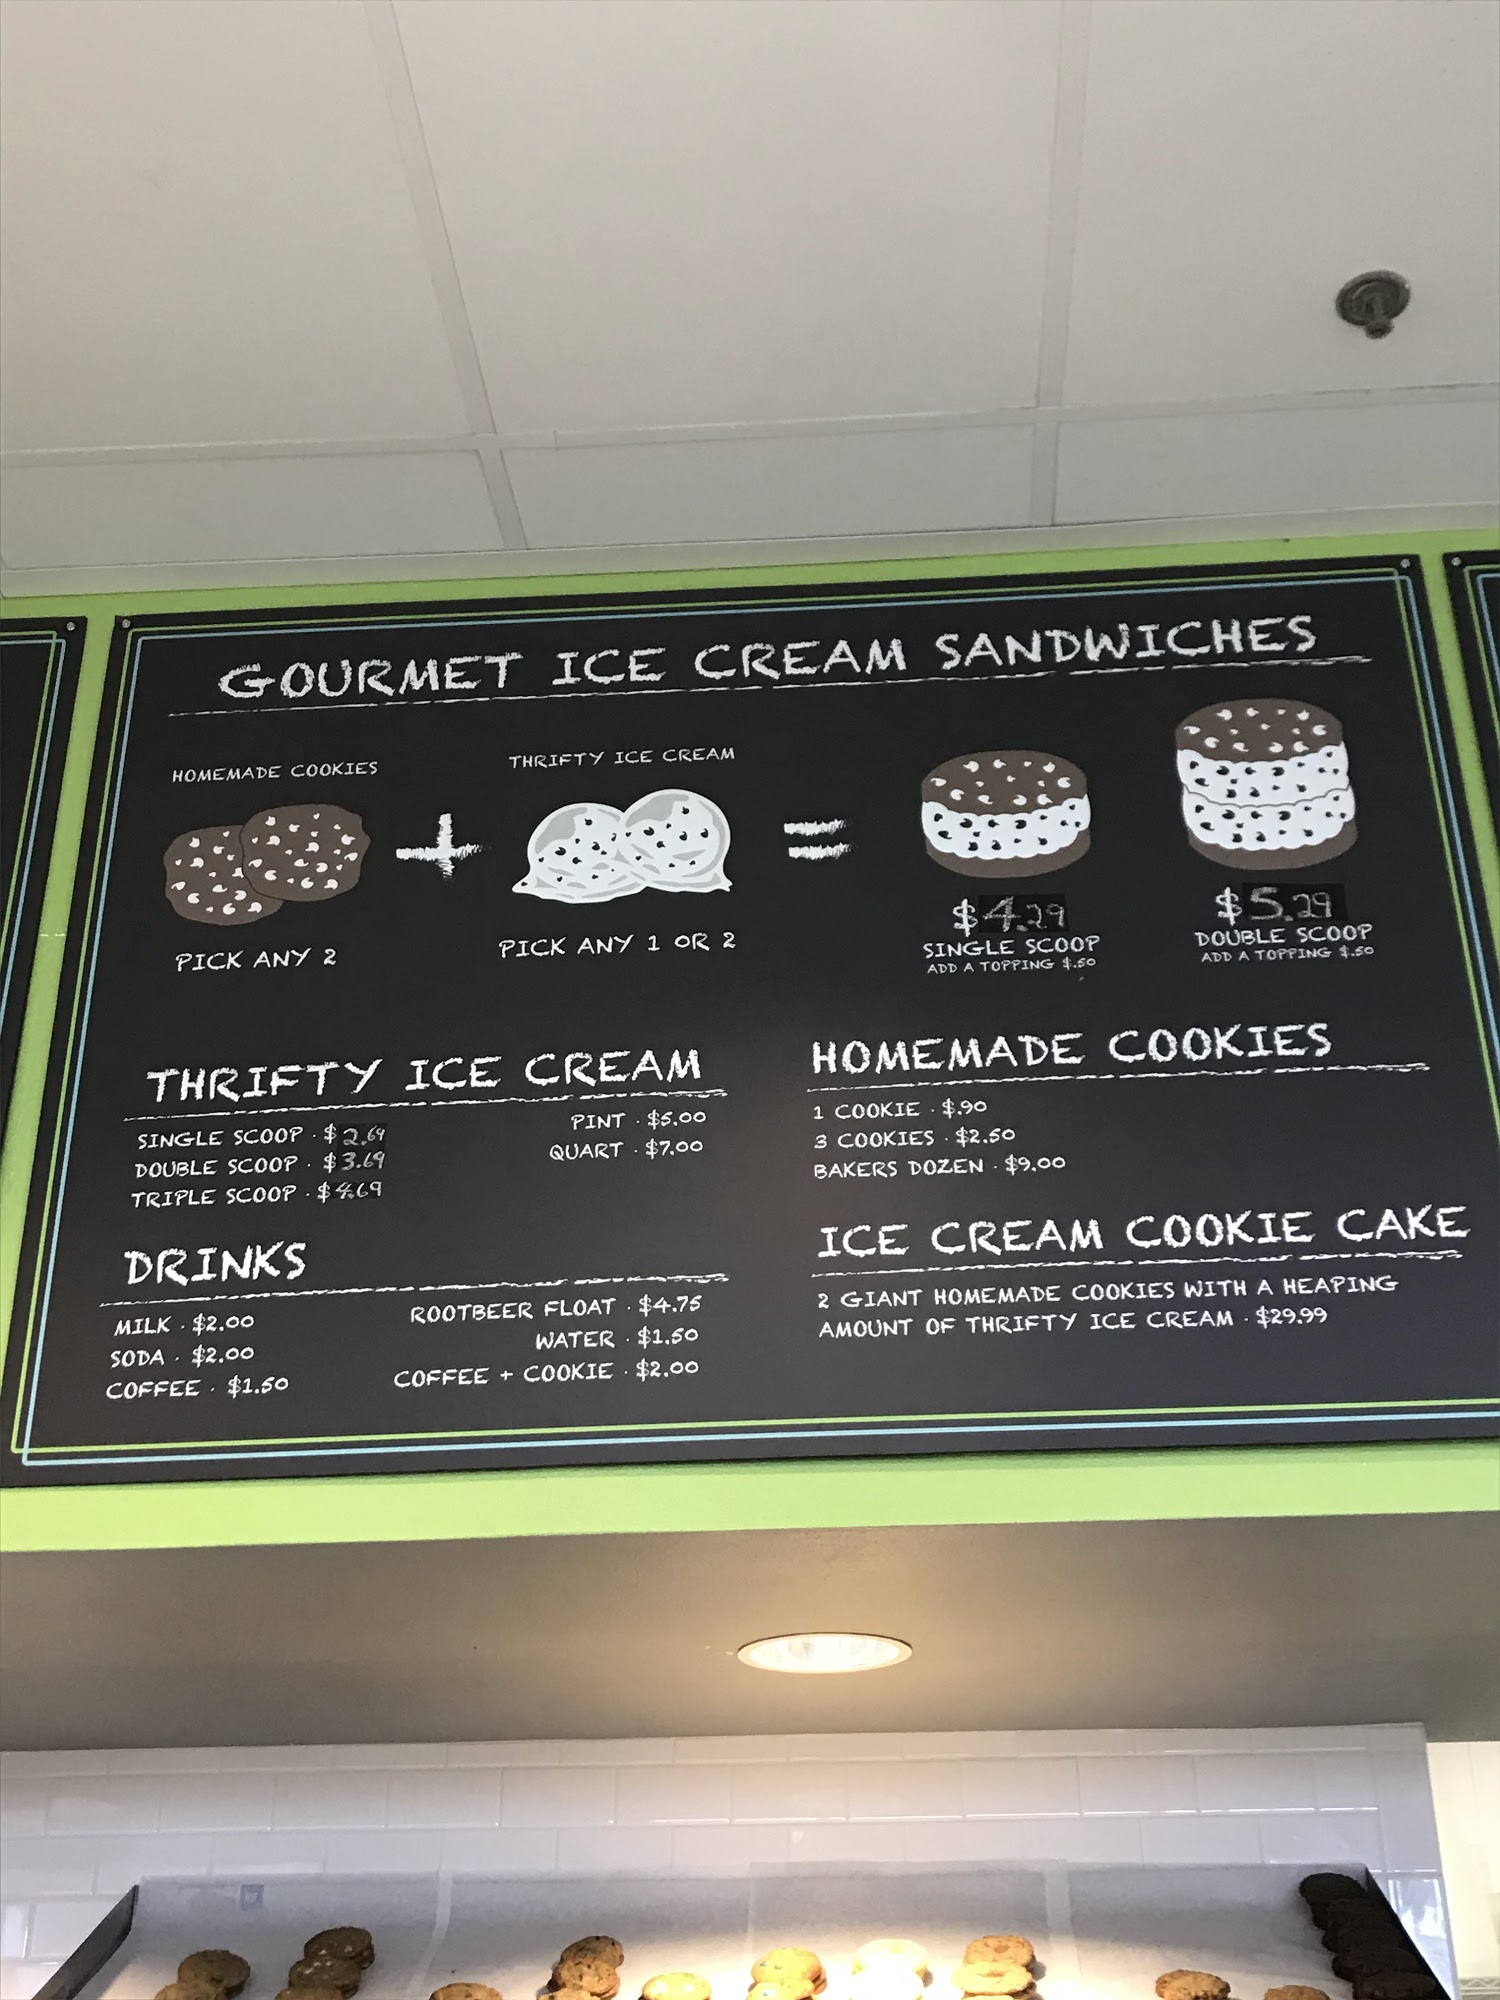 GOURMET ICE CREAM SANDWICHES
HOMEMADE COOKIES
PICK ANY 2
+
THRIFTY ICE CREAM
PICK ANY 1 OR 2
=
$4.29
SINGLE SCOOP
ADD A TOPPING $.50
$5.29
DOUBLE SCOOP
ADD A TOPPING $.50
THRIFTY ICE CREAM
SINGLE SCOOP · $2.69
DOUBLE SCOOP · $3.69
TRIPLE SCOOP · $4.69
PINT · $5.00
QUART · $7.00
DRINKS
MILK · $2.00
SODA · $2.00
COFFEE · $1.50
ROOTBEER FLOAT · $4.75
WATER · $1.50
COFFEE + COOKIE · $2.00
HOMEMADE COOKIES
1 COOKIE · $.90
3 COOKIES · $2.50
BAKERS DOZEN · $9.00
ICE CREAM COOKIE CAKE
2 GIANT HOMEMADE COOKIES WITH A HEAPING
AMOUNT OF THRIFTY ICE CREAM · $29.99